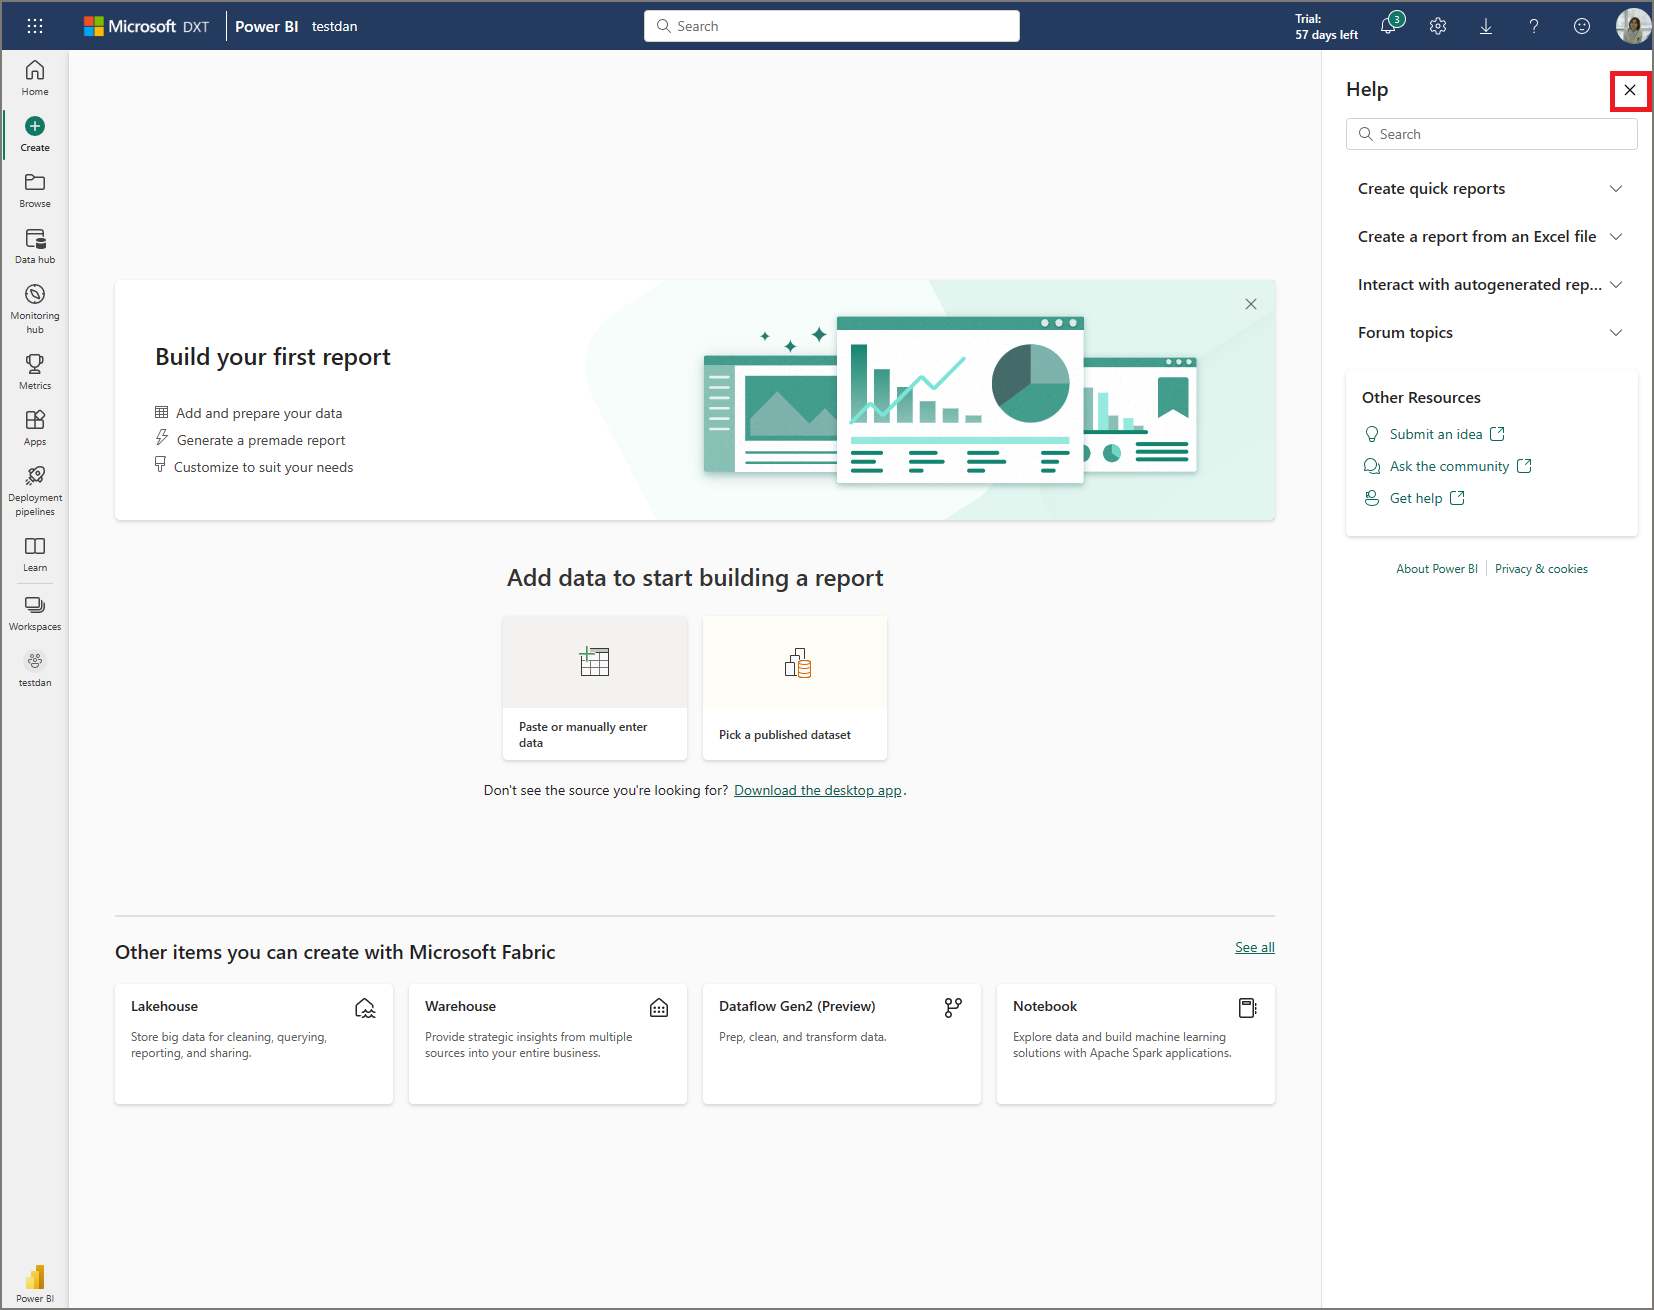 Microsoft DXT
Power BI testdan
Search
Trial:
57 days left
3
?
Home
Create
Browse
Data hub
Monitoring
hub
Metrics
Apps
Deployment
pipelines
Learn
Workspaces
testdan
Power BI
Build your first report
Add and prepare your data
Generate a premade report
Customize to suit your needs
Add data to start building a report
Paste or manually enter
data
Pick a published dataset
Don't see the source you're looking for? Download the desktop app.
Other items you can create with Microsoft Fabric
See all
Lakehouse
Store big data for cleaning, querying,
reporting, and sharing.
Warehouse
Provide strategic insights from multiple
sources into your entire business.
Dataflow Gen2 (Preview)
Prep, clean, and transform data.
Notebook
Explore data and build machine learning
solutions with Apache Spark applications.
Help
Search
Create quick reports
Create a report from an Excel file
Interact with autogenerated rep...
Forum topics
Other Resources
Submit an idea
Ask the community
Get help
About Power BI
Privacy & cookies